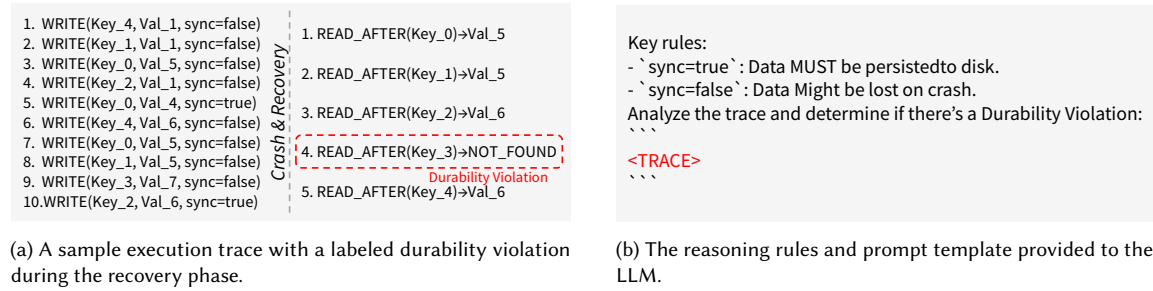 1. WRITE(Key_4, Val_1, sync=false)
2. WRITE(Key_1, Val_1, sync=false)
3. WRITE(Key_0, Val_5, sync=false)
4. WRITE(Key_2, Val_1, sync=false)
5. WRITE(Key_0, Val_4, sync=true)
6. WRITE(Key_4, Val_6, sync=false)
7. WRITE(Key_0, Val_5, sync=false)
8. WRITE(Key_1, Val_5, sync=false)
9. WRITE(Key_3, Val_7, sync=false)
10.WRITE(Key_2, Val_6, sync=true)
Crash & Recovery
1. READ_AFTER(Key_0)→Val_5
2. READ_AFTER(Key_1)→Val_5
3. READ_AFTER(Key_2)→Val_6
4. READ_AFTER(Key_3)→NOT_FOUND
Durability Violation
5. READ_AFTER(Key_4)→Val_6
(a) A sample execution trace with a labeled durability violation
during the recovery phase.
Key rules:
- `sync=true`: Data MUST be persistedto disk.
- `sync=false`: Data Might be lost on crash.
Analyze the trace and determine if there's a Durability Violation:
```
<TRACE>
```
(b) The reasoning rules and prompt template provided to the
LLM.